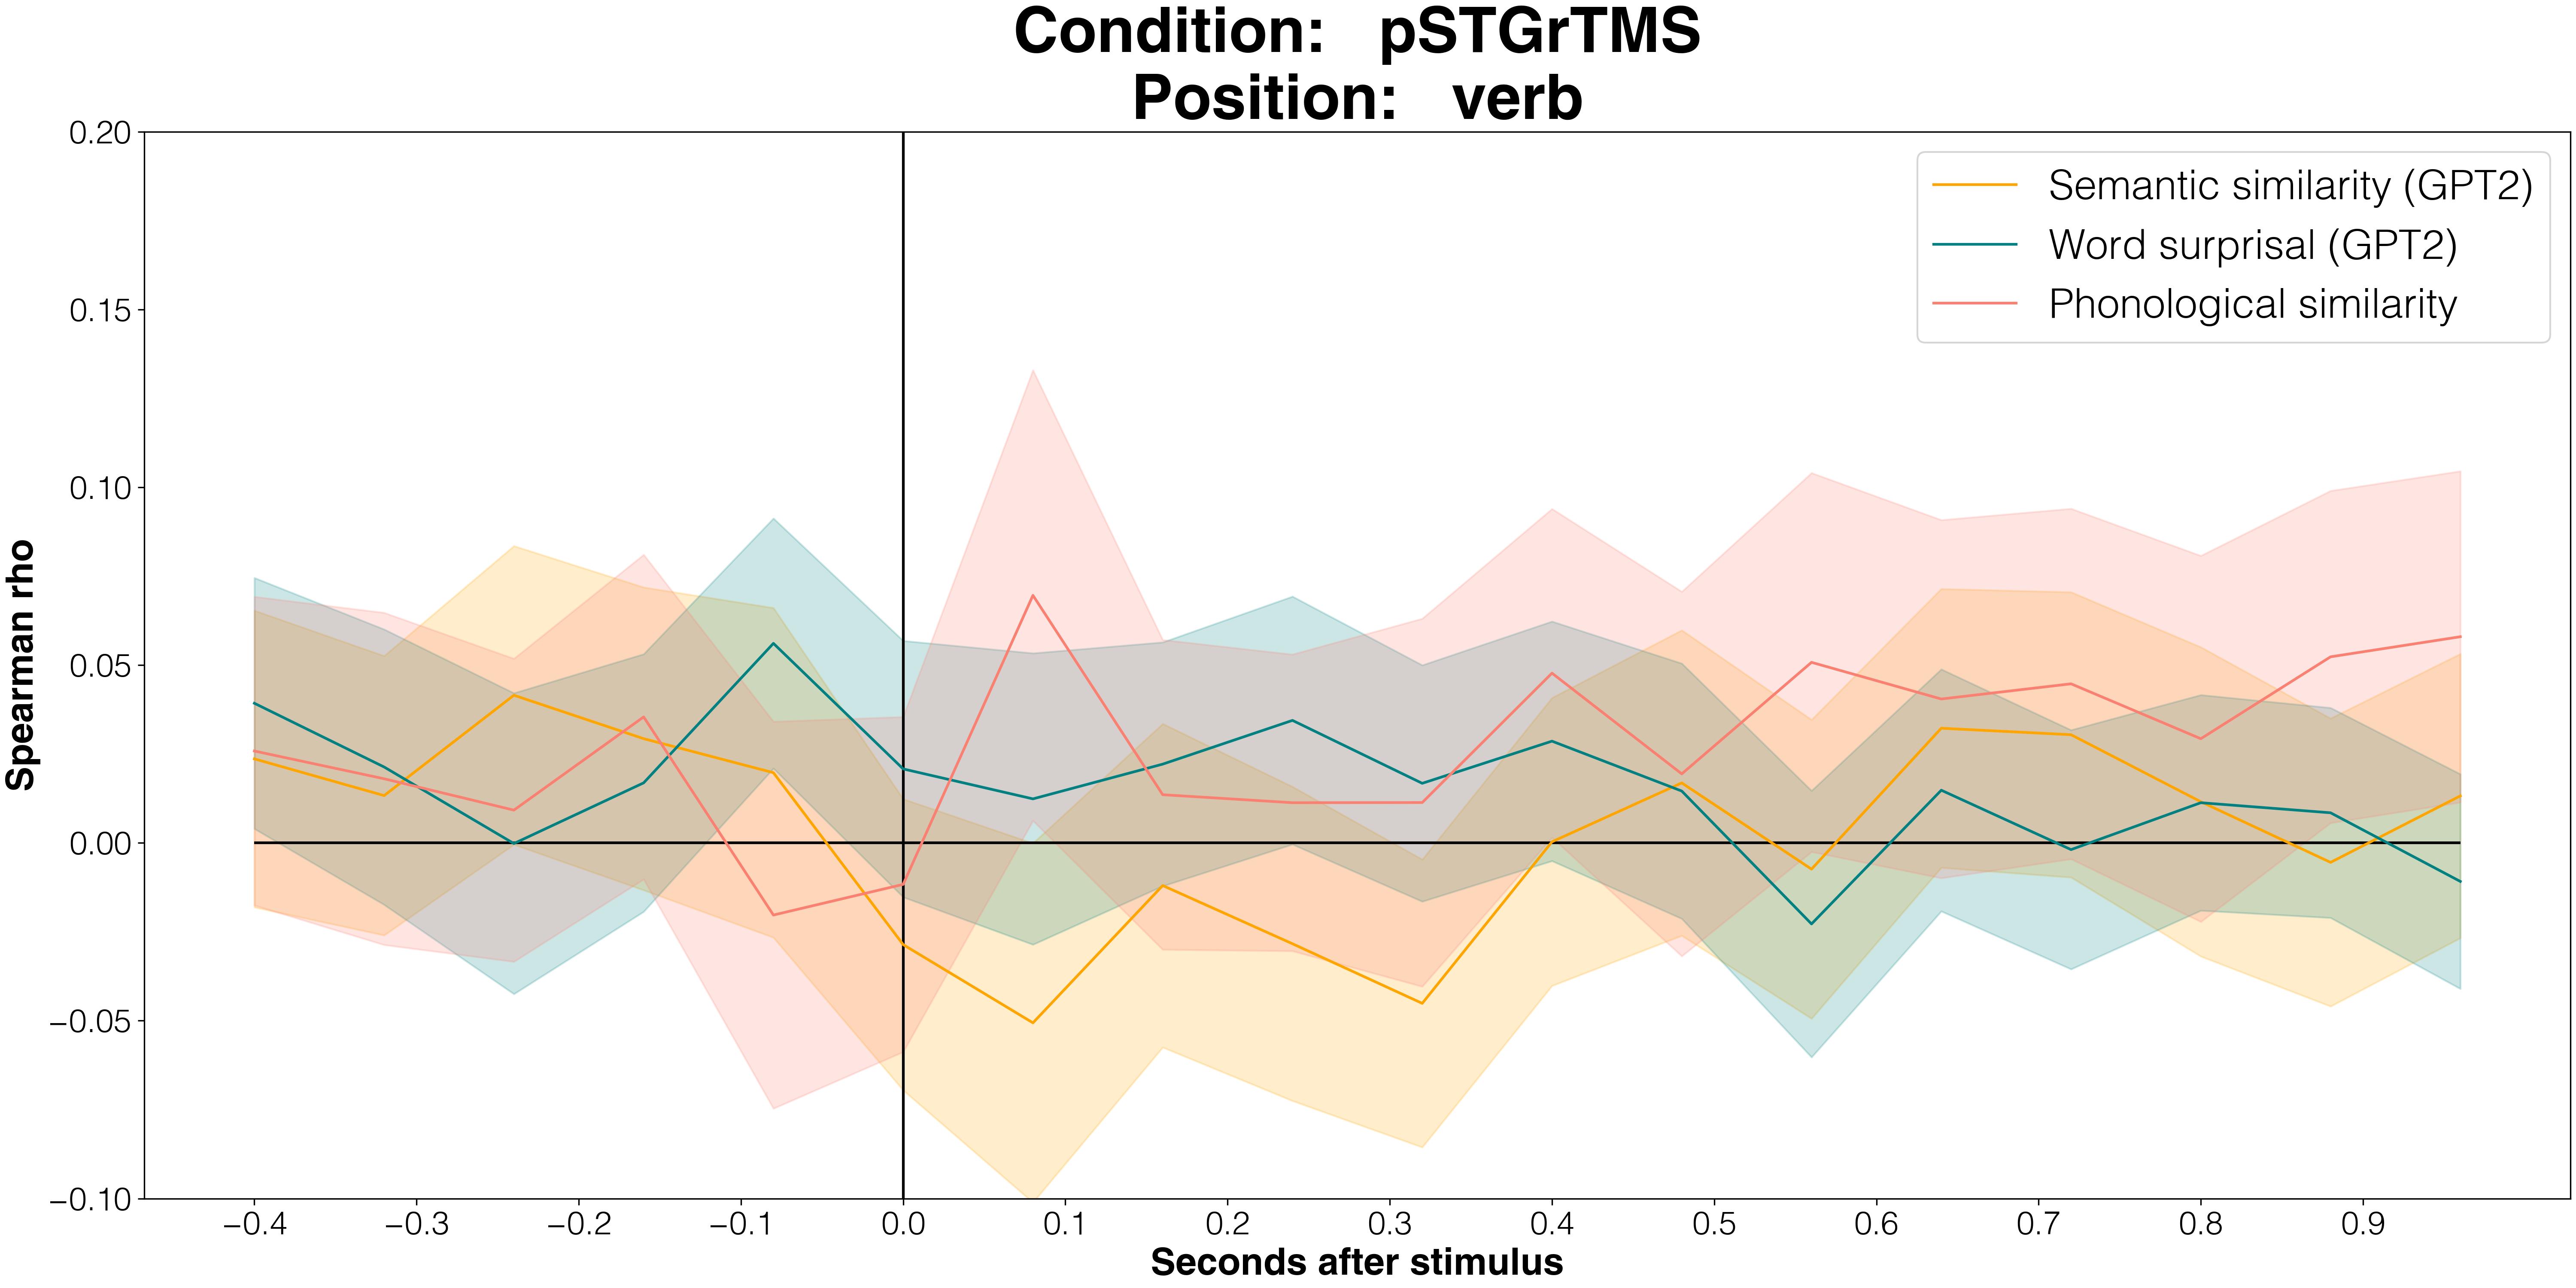 Condition: pSTGrTMS
Position: verb
0.20
0.15
0.10
0.05
0.00
−0.05
−0.10
Spearman rho
Semantic similarity (GPT2)
Word surprisal (GPT2)
Phonological similarity
−0.4 −0.3 −0.2 −0.1 0.0 0.1 0.2 0.3 0.4 0.5 0.6 0.7 0.8 0.9
Seconds after stimulus